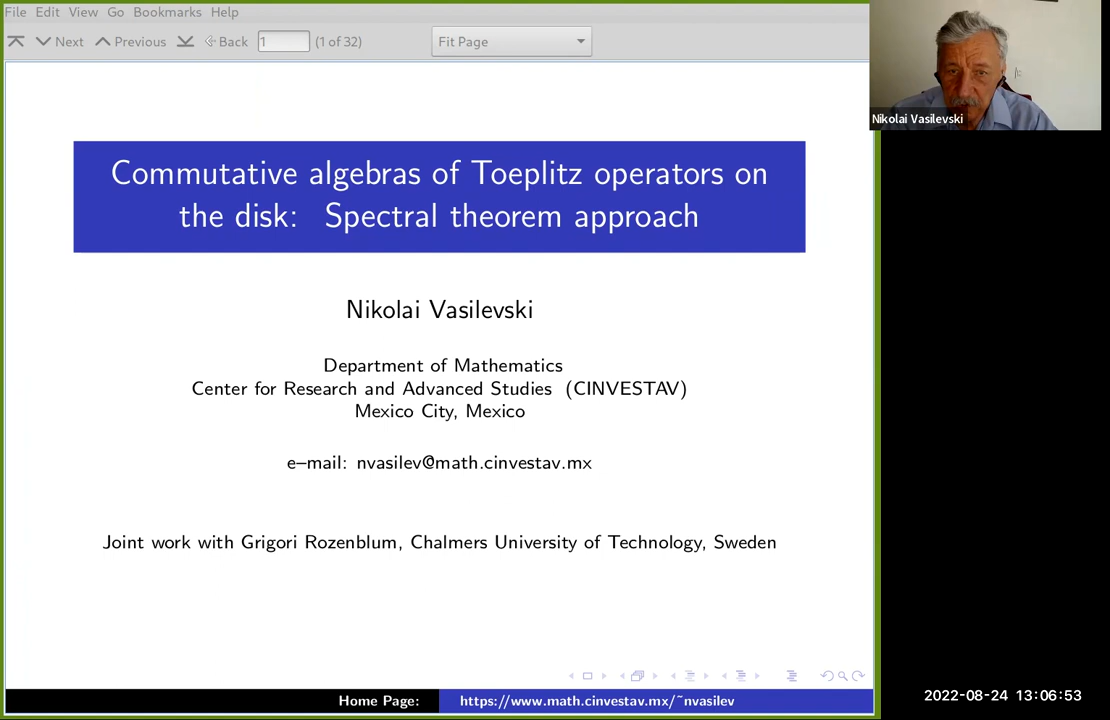 File Edit View Go Bookmarks Help
Next Previous Back 1 (1 of 32) Fit Page
Nikolai Vasilevski
Commutative algebras of Toeplitz operators on
the disk: Spectral theorem approach
Nikolai Vasilevski
Department of Mathematics
Center for Research and Advanced Studies (CINVESTAV)
Mexico City, Mexico
e–mail: nvasilev@math.cinvestav.mx
Joint work with Grigori Rozenblum, Chalmers University of Technology, Sweden
Home Page: https://www.math.cinvestav.mx/~nvasilev
2022-08-24 13:06:53